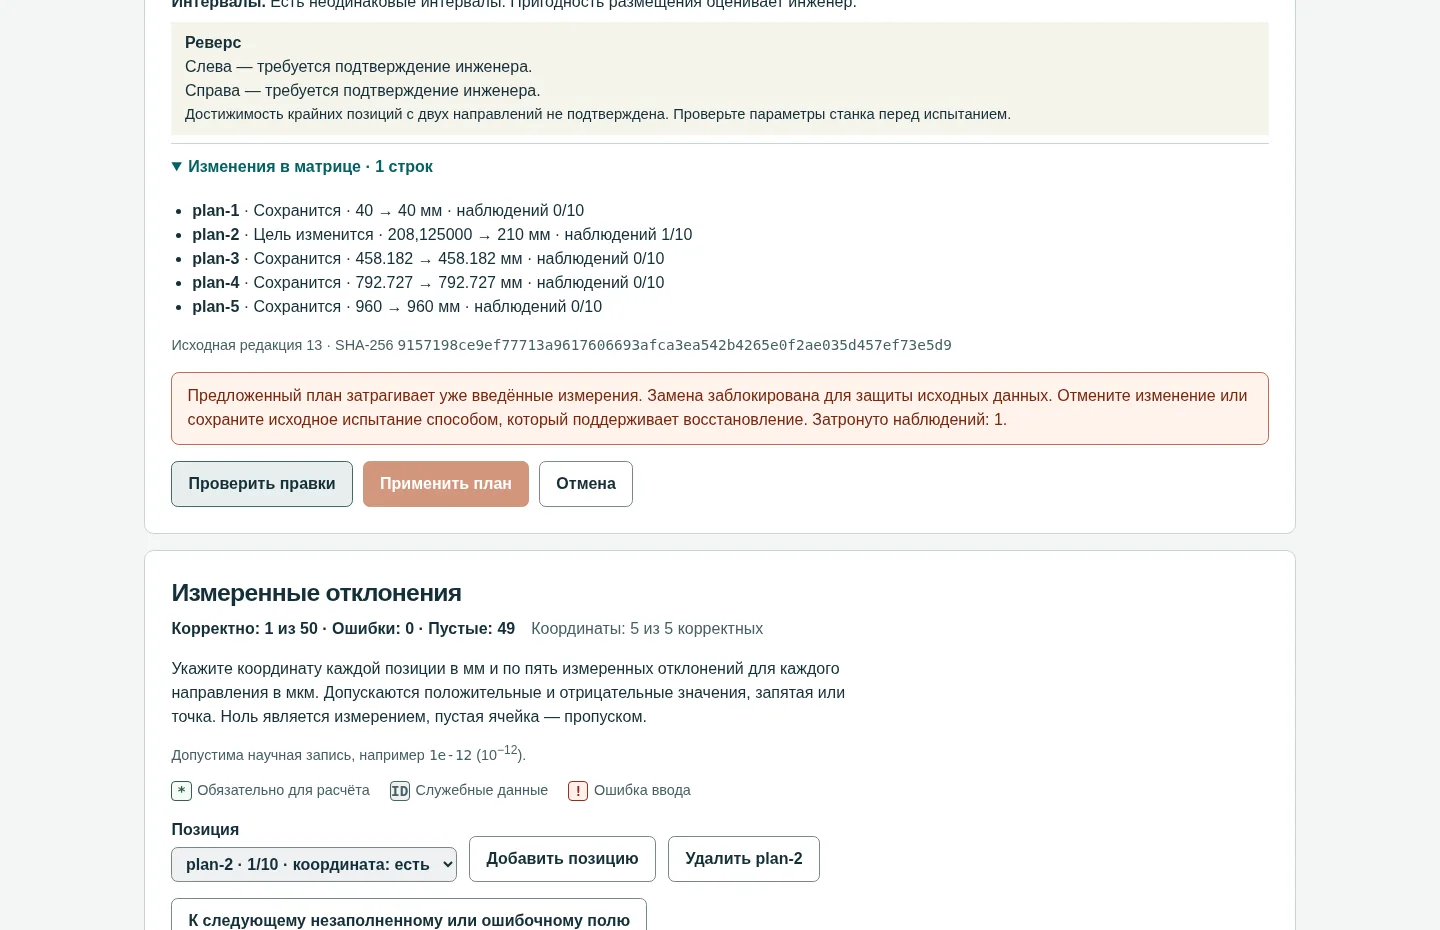 Интервалы. Есть неодинаковые интервалы. Пригодность размещения оценивает инженер.
Реверс
Слева — требуется подтверждение инженера.
Справа — требуется подтверждение инженера.
Достижимость крайних позиций с двух направлений не подтверждена. Проверьте параметры станка перед испытанием.
▼ Изменения в матрице · 1 строк
• plan-1 · Сохранится · 40 → 40 мм · наблюдений 0/10
• plan-2 · Цель изменится · 208,125000 → 210 мм · наблюдений 1/10
• plan-3 · Сохранится · 458.182 → 458.182 мм · наблюдений 0/10
• plan-4 · Сохранится · 792.727 → 792.727 мм · наблюдений 0/10
• plan-5 · Сохранится · 960 → 960 мм · наблюдений 0/10
Исходная редакция 13 · SHA-256 9157198ce9ef77713a9617606693afca3ea542b4265e0f2ae035d457ef73e5d9
Предложенный план затрагивает уже введённые измерения. Замена заблокирована для защиты исходных данных. Отмените изменение или
сохраните исходное испытание способом, который поддерживает восстановление. Затронуто наблюдений: 1.
Проверить правки Применить план Отмена
Измеренные отклонения
Корректно: 1 из 50 · Ошибки: 0 · Пустые: 49 Координаты: 5 из 5 корректных
Укажите координату каждой позиции в мм и по пять измеренных отклонений для каждого
направления в мкм. Допускаются положительные и отрицательные значения, запятая или
точка. Ноль является измерением, пустая ячейка — пропуском.
Допустима научная запись, например 1e-12 (10⁻¹²).
* Обязательно для расчёта ID Служебные данные ! Ошибка ввода
Позиция
plan-2 · 1/10 · координата: есть Добавить позицию Удалить plan-2
К следующему незаполненному или ошибочному полю